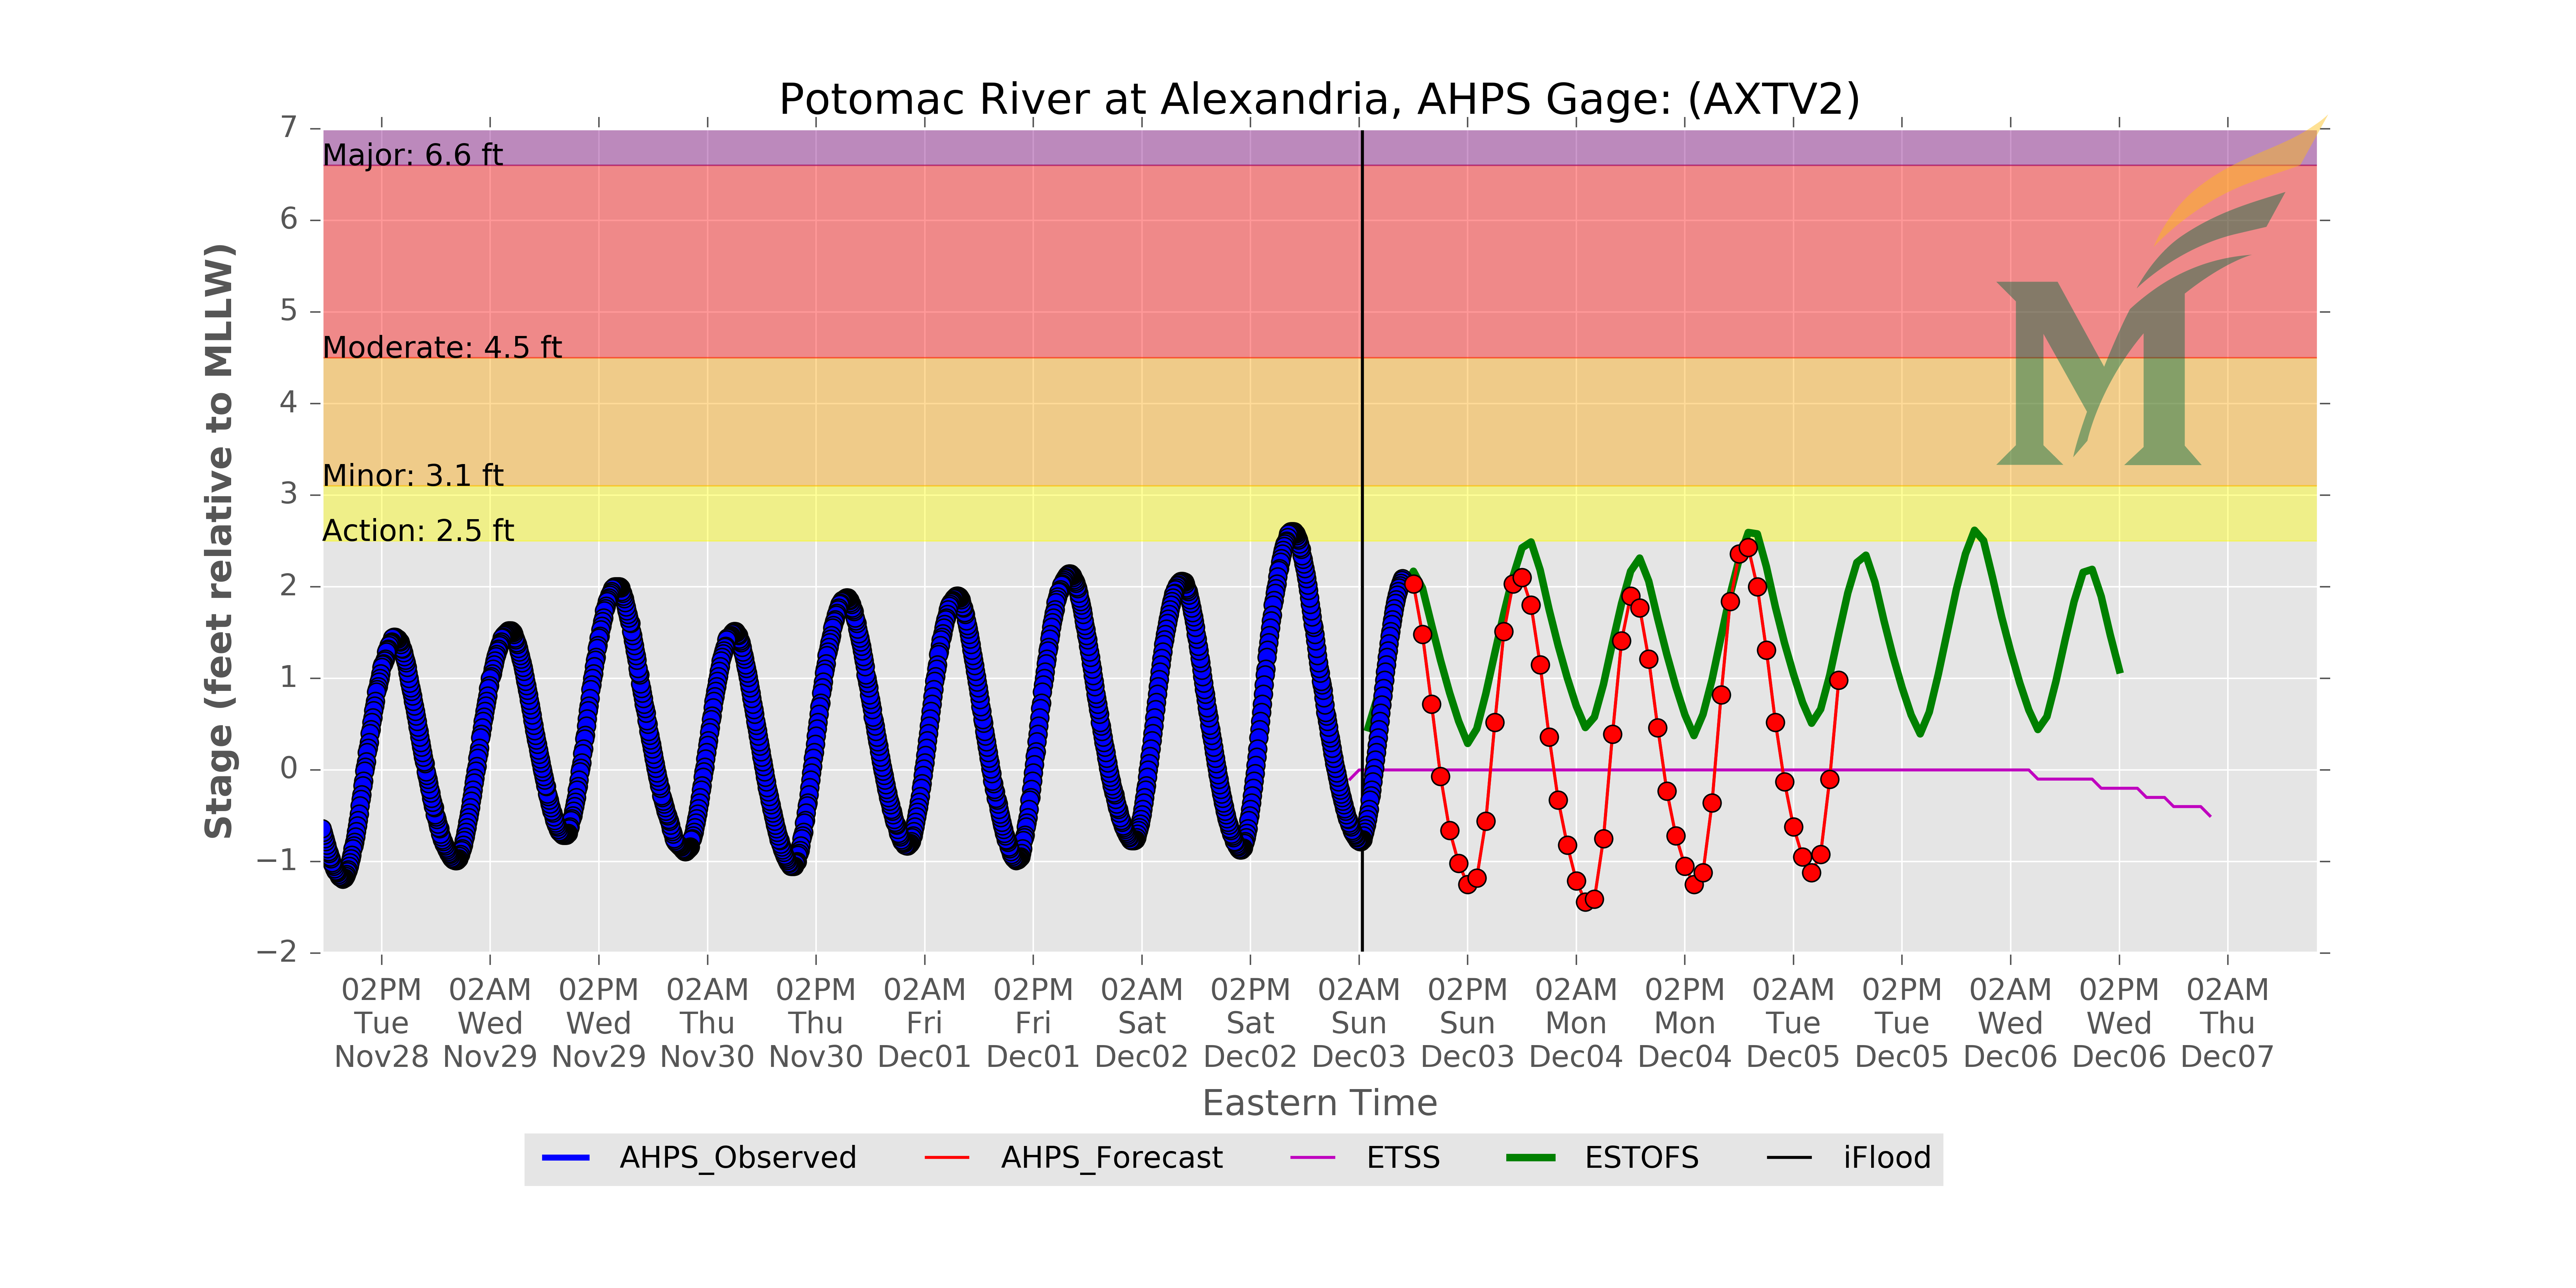 Potomac River at Alexandria, AHPS Gage: (AXTV2)
7
6
5
4
3
2
1
0
−1
−2
Stage (feet relative to MLLW)
Major: 6.6 ft
Moderate: 4.5 ft
Minor: 3.1 ft
Action: 2.5 ft
02PM 02AM 02PM 02AM 02PM 02AM 02PM 02AM 02PM 02AM 02PM 02AM 02PM 02AM 02PM 02AM 02PM 02AM
Tue Wed Wed Thu Thu Fri Fri Sat Sat Sun Sun Mon Mon Tue Tue Wed Wed Thu
Nov28 Nov29 Nov29 Nov30 Nov30 Dec01 Dec01 Dec02 Dec02 Dec03 Dec03 Dec04 Dec04 Dec05 Dec05 Dec06 Dec06 Dec07
Eastern Time
AHPS_Observed AHPS_Forecast ETSS ESTOFS iFlood